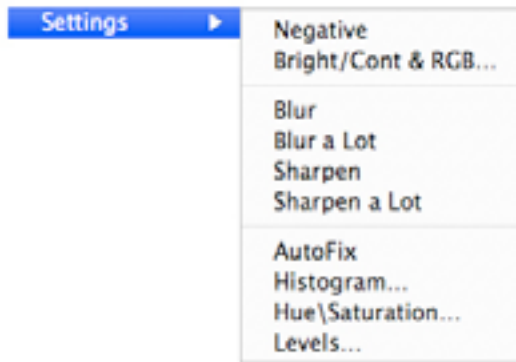 Settings
Negative
Bright/Cont & RGB...
Blur
Blur a Lot
Sharpen
Sharpen a Lot
AutoFix
Histogram...
Hue\Saturation...
Levels...